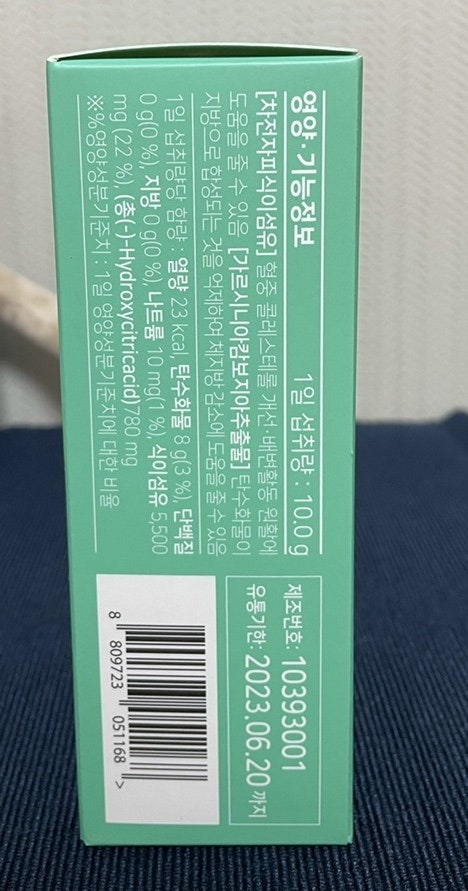 영양·기능정보
1일 섭취량 : 10.0 g
[차전자피식이섬유] 혈중 콜레스테롤 개선·배변활동 원활에
도움을 줄 수 있음 [가르시니아캄보지아추출물] 탄수화물이
지방으로 합성되는 것을 억제하여 체지방 감소에 도움을 줄 수 있음
1일 섭취량당 함량 : 열량 23 kcal, 탄수화물 8 g(3 %), 단백질
0 g(0 %), 지방 0 g(0 %), 나트륨 10 mg(1 %), 식이섬유 5,500
mg (22 %), (총(-)-Hydroxycitricacid) 780 mg
※% 영양성분 기준치 : 1일 영양성분 기준치에 대한 비율
제조번호: 10393001
유통기한: 2023.06.20 까지
8 809723 051168 >